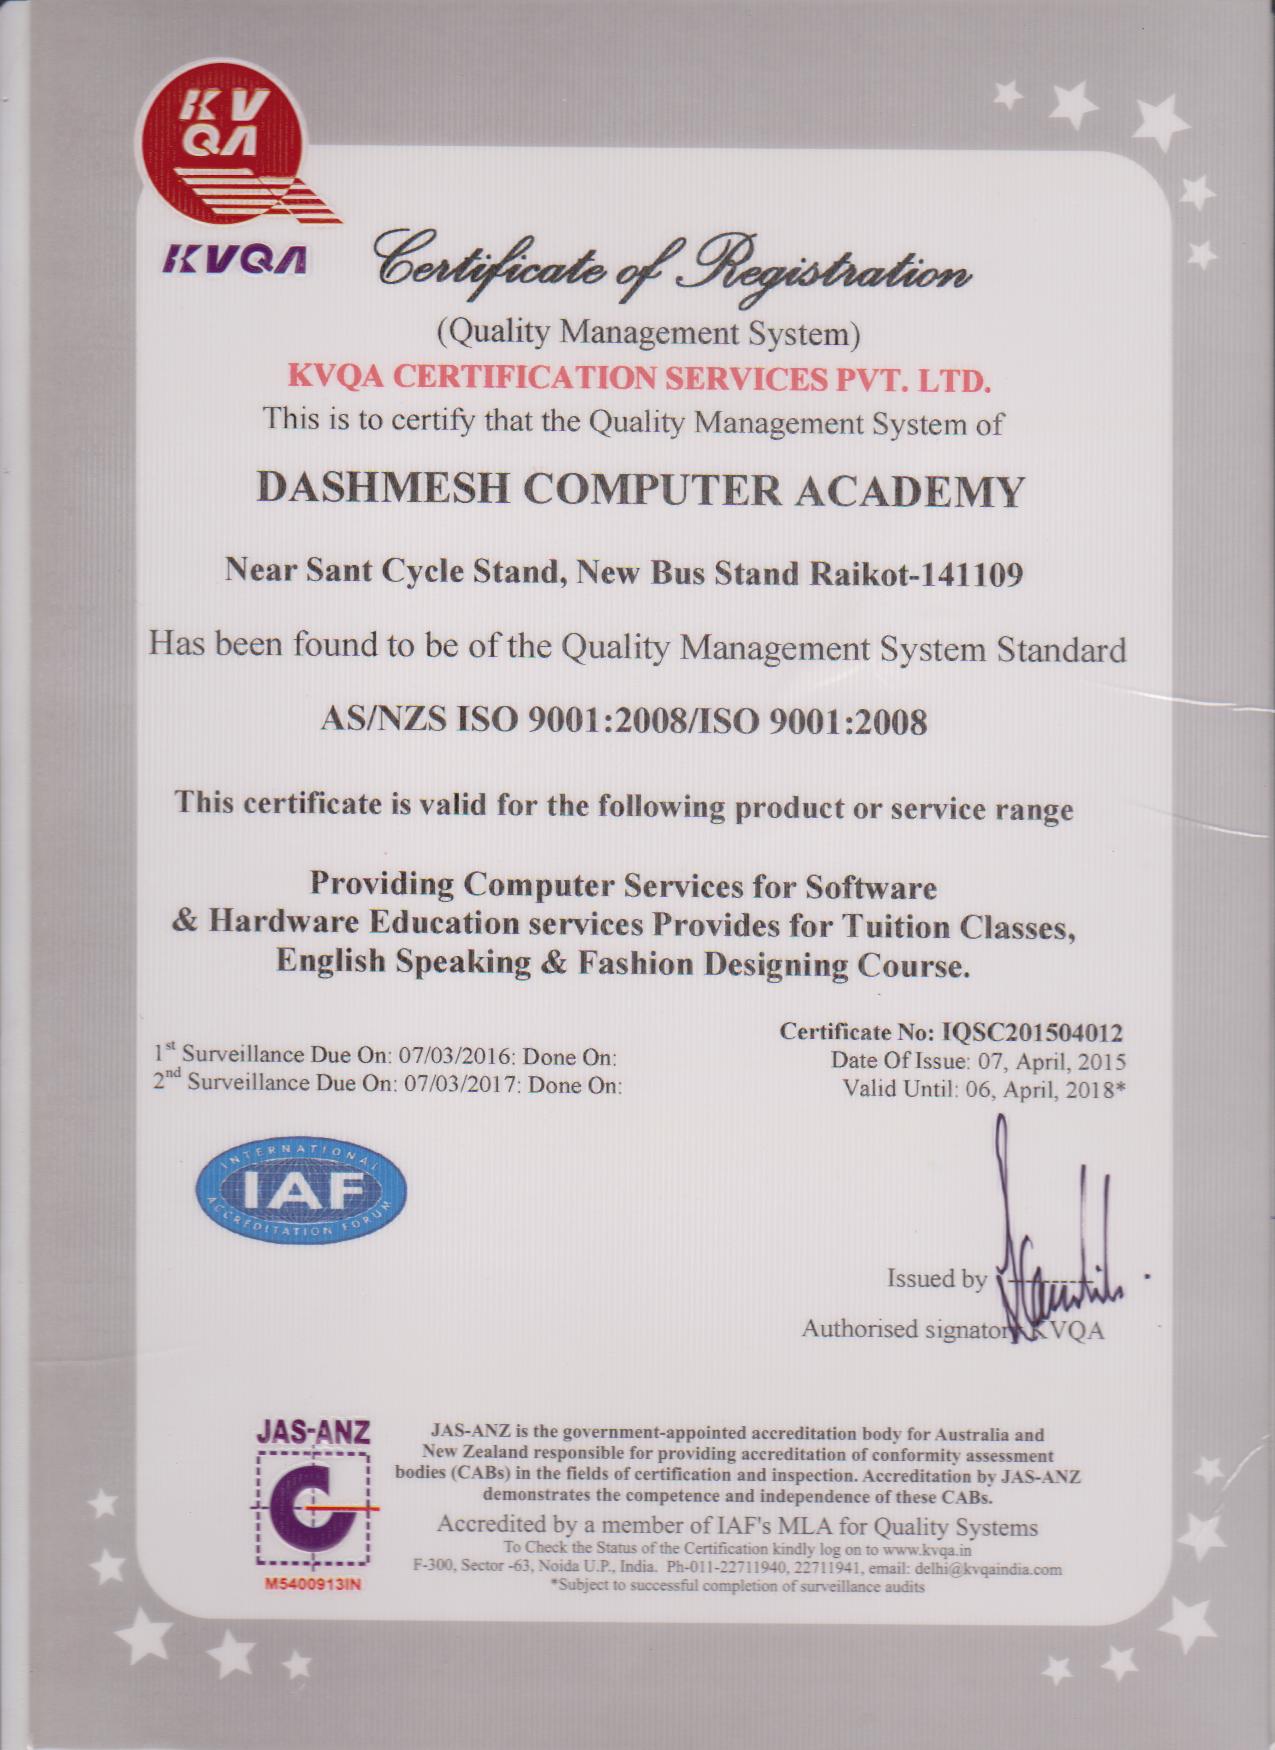 KV
QA
KVQA
Certificate of Registration
(Quality Management System)
KVQA CERTIFICATION SERVICES PVT. LTD.
This is to certify that the Quality Management System of
DASHMESH COMPUTER ACADEMY
Near Sant Cycle Stand, New Bus Stand Raikot-141109
Has been found to be of the Quality Management System Standard
AS/NZS ISO 9001:2008/ISO 9001:2008
This certificate is valid for the following product or service range
Providing Computer Services for Software
& Hardware Education services Provides for Tuition Classes,
English Speaking & Fashion Designing Course.
Certificate No: IQSC201504012
1st Surveillance Due On: 07/03/2016: Done On:
Date Of Issue: 07, April, 2015
2nd Surveillance Due On: 07/03/2017: Done On:
Valid Until: 06, April, 2018*
INTERNATIONAL
IAF
ACCREDITATION FORUM
Issued by
Authorised signatory KVQA
JAS-ANZ
M5400913IN
JAS-ANZ is the government-appointed accreditation body for Australia and
New Zealand responsible for providing accreditation of conformity assessment
bodies (CABs) in the fields of certification and inspection. Accreditation by JAS-ANZ
demonstrates the competence and independence of these CABs.
Accredited by a member of IAF's MLA for Quality Systems
To Check the Status of the Certification kindly log on to www.kvqa.in
F-300, Sector -63, Noida U.P., India. Ph-011-22711940, 22711941, email: delhi@kvqaindia.com
*Subject to successful completion of surveillance audits